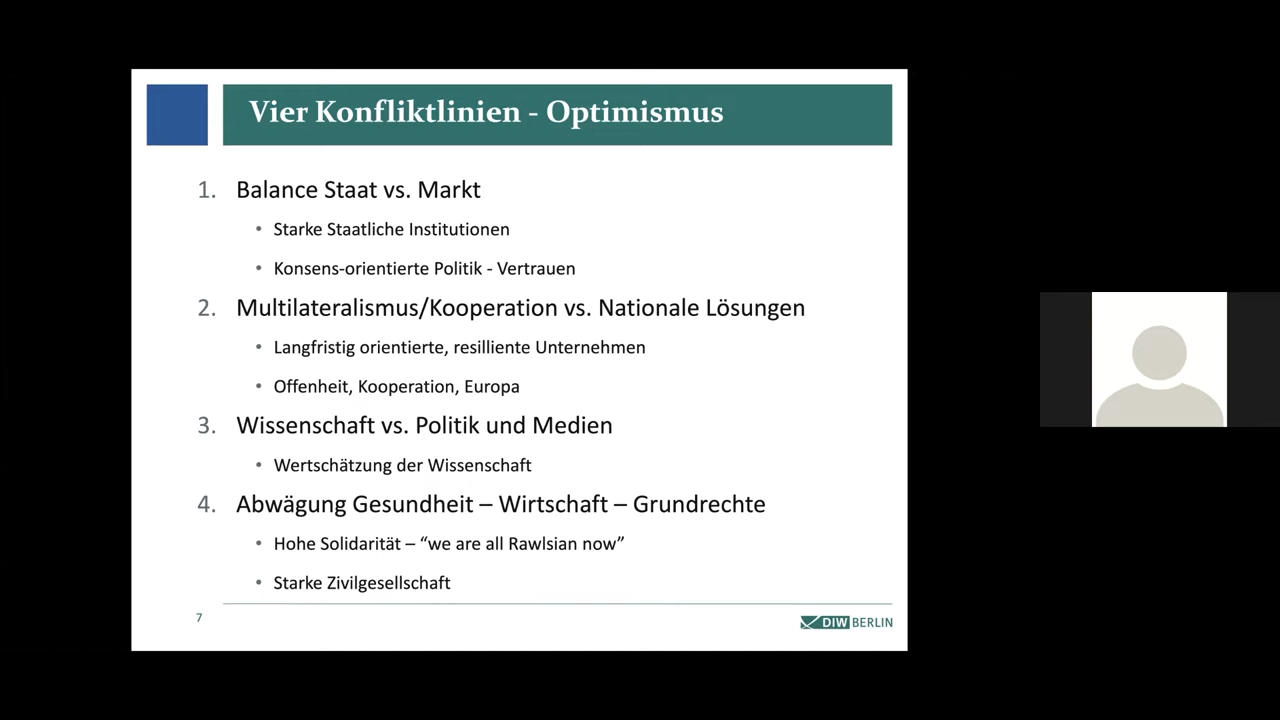 Vier Konfliktlinien - Optimismus
1. Balance Staat vs. Markt
• Starke Staatliche Institutionen
• Konsens-orientierte Politik - Vertrauen
2. Multilateralismus/Kooperation vs. Nationale Lösungen
• Langfristig orientierte, resilliente Unternehmen
• Offenheit, Kooperation, Europa
3. Wissenschaft vs. Politik und Medien
• Wertschätzung der Wissenschaft
4. Abwägung Gesundheit – Wirtschaft – Grundrechte
• Hohe Solidarität – “we are all Rawlsian now”
• Starke Zivilgesellschaft
7
DIW BERLIN